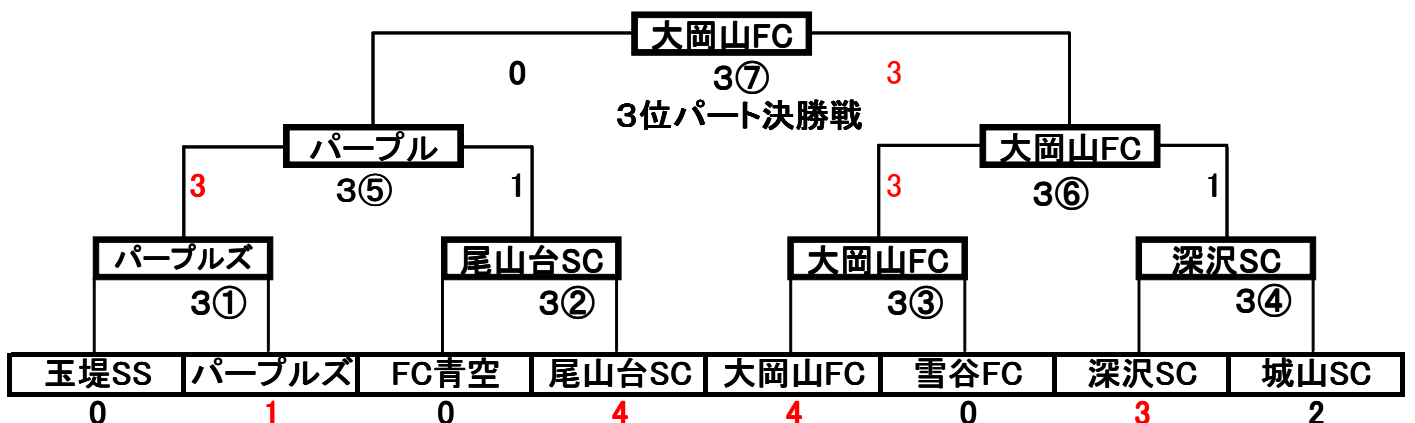 大岡山FC
0 3⑦ 3
3位パート決勝戦
パープル 大岡山FC
3 3⑤ 1 3 3⑥ 1
パープルズ 尾山台SC 大岡山FC 深沢SC
3① 3② 3③ 3④
玉堤SS パープルズ FC青空 尾山台SC 大岡山FC 雪谷FC 深沢SC 城山SC
0 1 0 4 4 0 3 2